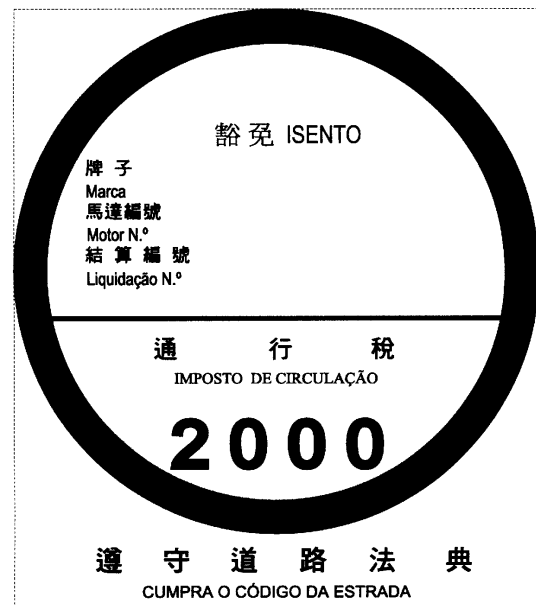 豁免 ISENTO
牌子
Marca
馬達編號
Motor N.º
結算編號
Liquidação N.º
通行稅
IMPOSTO DE CIRCULAÇÃO
2000
遵守道路法典
CUMPRA O CÓDIGO DA ESTRADA